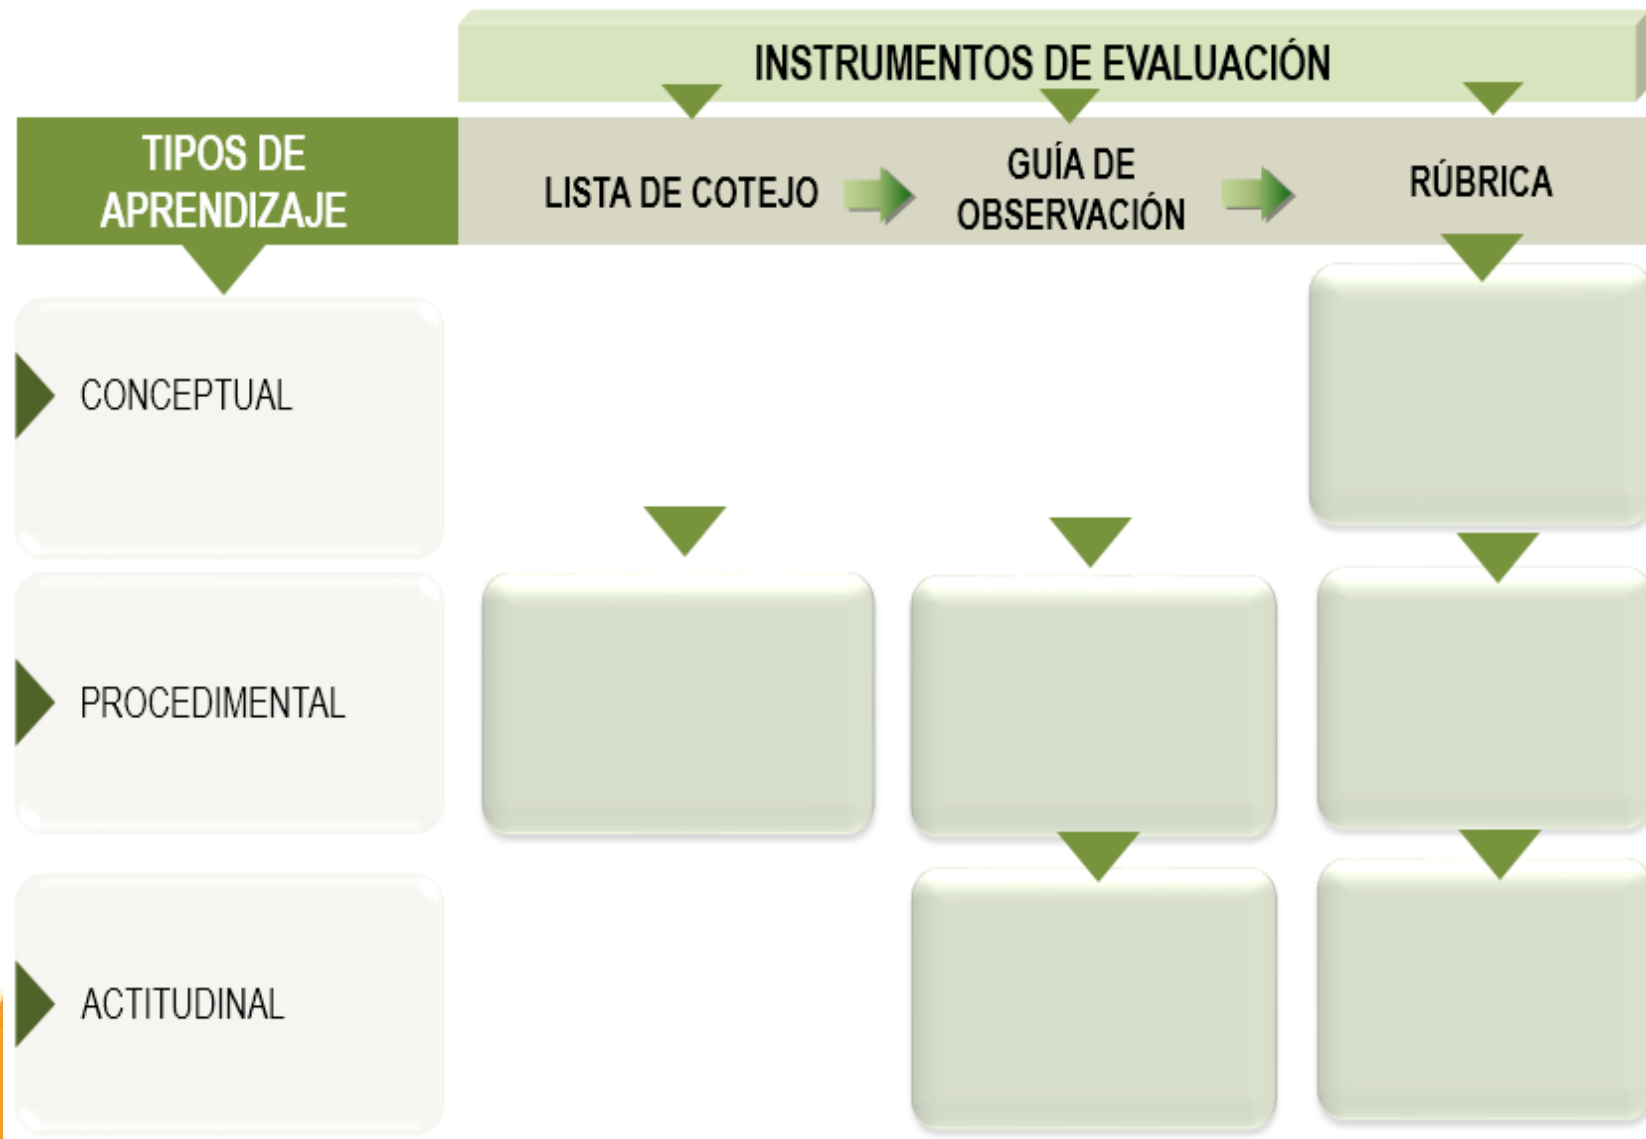 INSTRUMENTOS DE EVALUACIÓN
TIPOS DE
APRENDIZAJE
LISTA DE COTEJO
GUÍA DE
OBSERVACIÓN
RÚBRICA
CONCEPTUAL
PROCEDIMENTAL
ACTITUDINAL